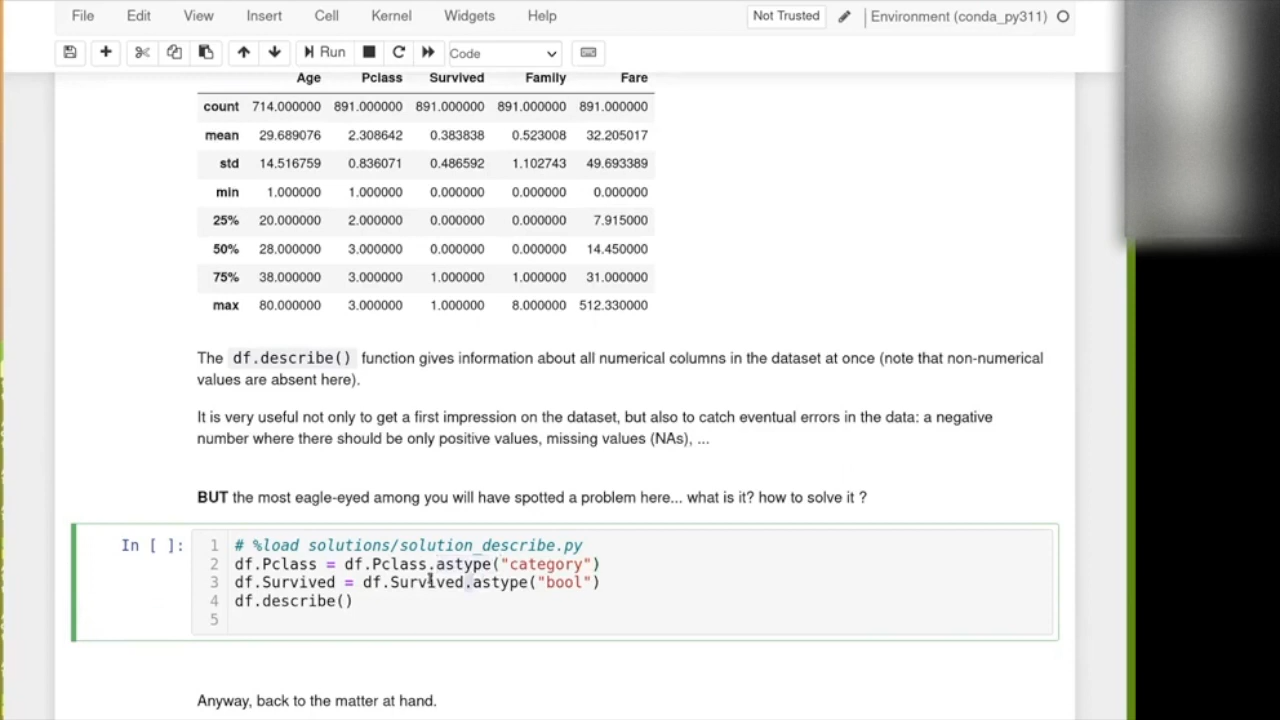 File Edit View Insert Cell Kernel Widgets Help Not Trusted Environment (conda_py311)
Run Code
Age Pclass Survived Family Fare
count 714.000000 891.000000 891.000000 891.000000 891.000000
mean 29.689076 2.308642 0.383838 0.523008 32.205017
std 14.516759 0.836071 0.486592 1.102743 49.693389
min 1.000000 1.000000 0.000000 0.000000 0.000000
25% 20.000000 2.000000 0.000000 0.000000 7.915000
50% 28.000000 3.000000 0.000000 0.000000 14.450000
75% 38.000000 3.000000 1.000000 1.000000 31.000000
max 80.000000 3.000000 1.000000 8.000000 512.330000
The df.describe() function gives information about all numerical columns in the dataset at once (note that non-numerical
values are absent here).
It is very useful not only to get a first impression on the dataset, but also to catch eventual errors in the data: a negative
number where there should be only positive values, missing values (NAs), ...
BUT the most eagle-eyed among you will have spotted a problem here... what is it? how to solve it ?
In [ ]: 1 # %load solutions/solution_describe.py
2 df.Pclass = df.Pclass.astype("category")
3 df.Survived = df.Survived.astype("bool")
4 df.describe()
5
Anyway, back to the matter at hand.